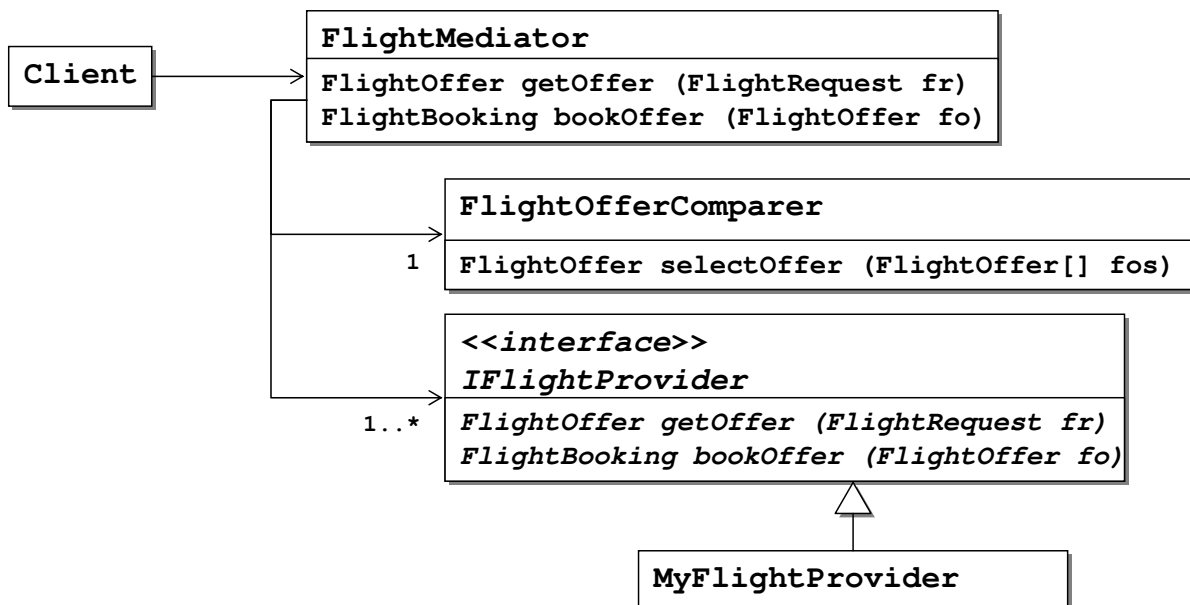 FlightMediator
Client
FlightOffer getOffer (FlightRequest fr)
FlightBooking bookOffer (FlightOffer fo)
FlightOfferComparer
1
FlightOffer selectOffer (FlightOffer[] fos)
<<interface>>
IFlightProvider
1..*
FlightOffer getOffer (FlightRequest fr)
FlightBooking bookOffer (FlightOffer fo)
MyFlightProvider